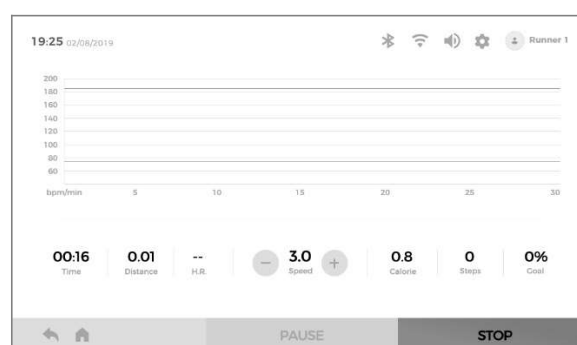 19:25 02/08/2019 Runner 1
200
180
160
140
120
100
80
60
bpm/min 5 10 15 20 25 30
00:16 0.01 -- − 3.0 + 0.8 0 0%
Time Distance H.R. Speed Calorie Steps Goal
PAUSE STOP